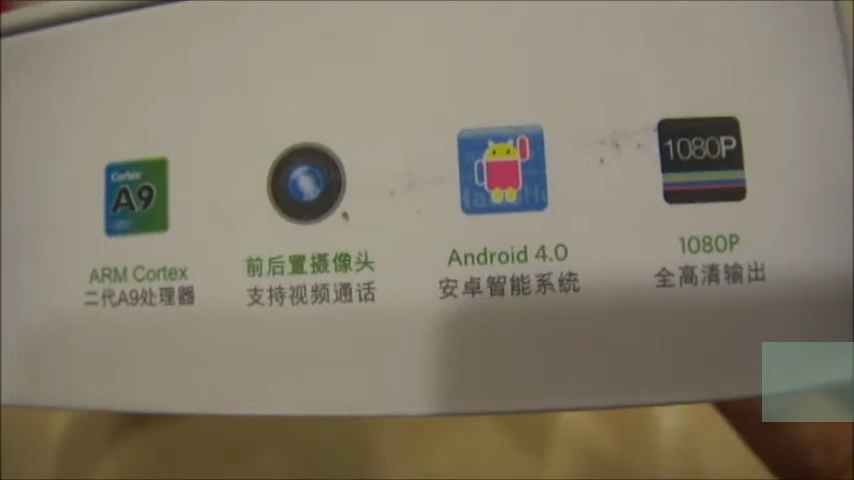 Cortex
A9
1080P
ARM Cortex
二代A9处理器
前后置摄像头
支持视频通话
Android 4.0
安卓智能系统
1080P
全高清输出